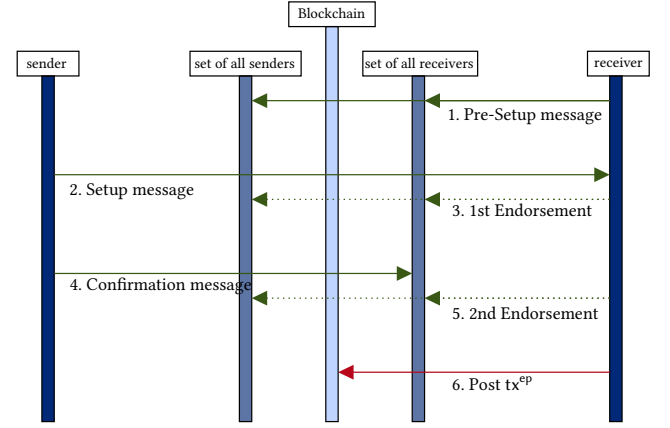 Blockchain
sender
set of all senders
set of all receivers
receiver
1. Pre-Setup message
2. Setup message
3. 1st Endorsement
4. Confirmation message
5. 2nd Endorsement
6. Post tx^ep